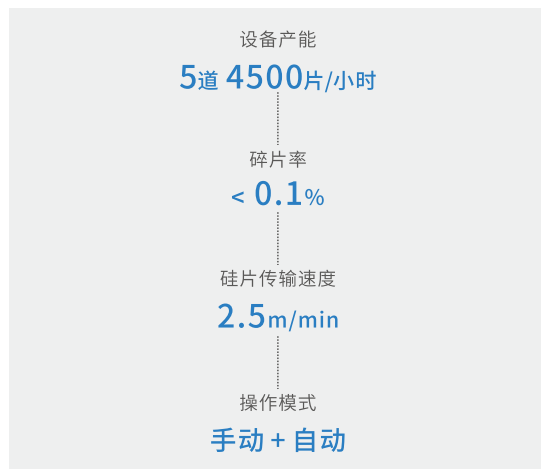 设备产能
5道 4500片/小时
碎片率
< 0.1%
硅片传输速度
2.5m/min
操作模式
手动 + 自动